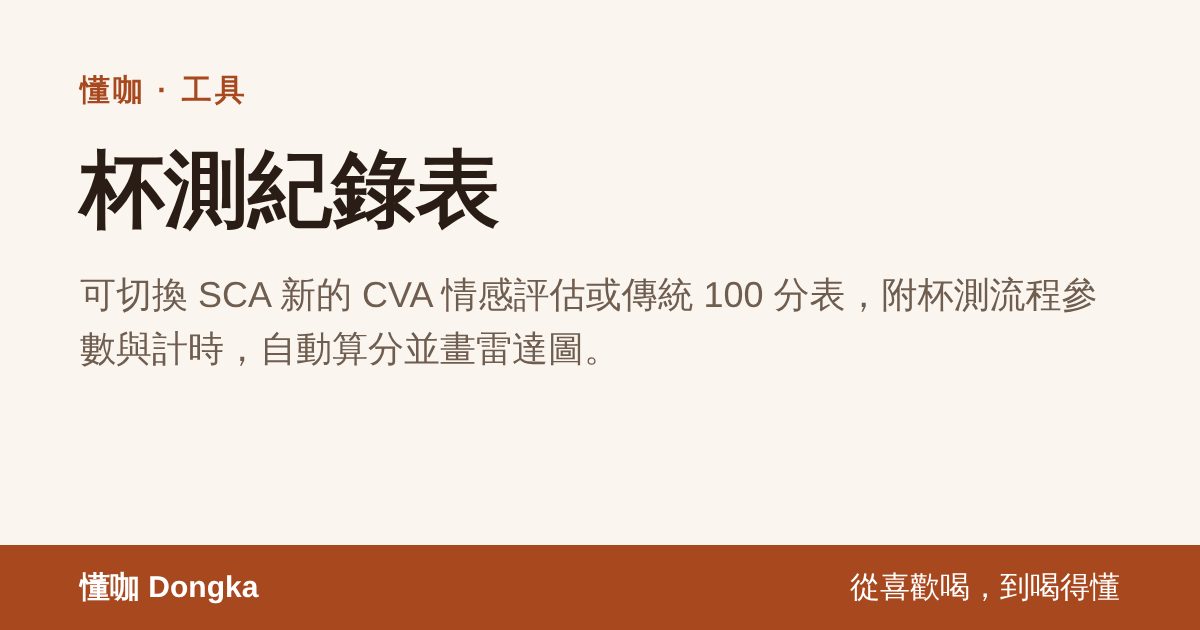 懂咖 · 工具
杯測紀錄表
可切換 SCA 新的 CVA 情感評估或傳統 100 分表，附杯測流程參
數與計時，自動算分並畫雷達圖。
懂咖 Dongka
從喜歡喝，到喝得懂